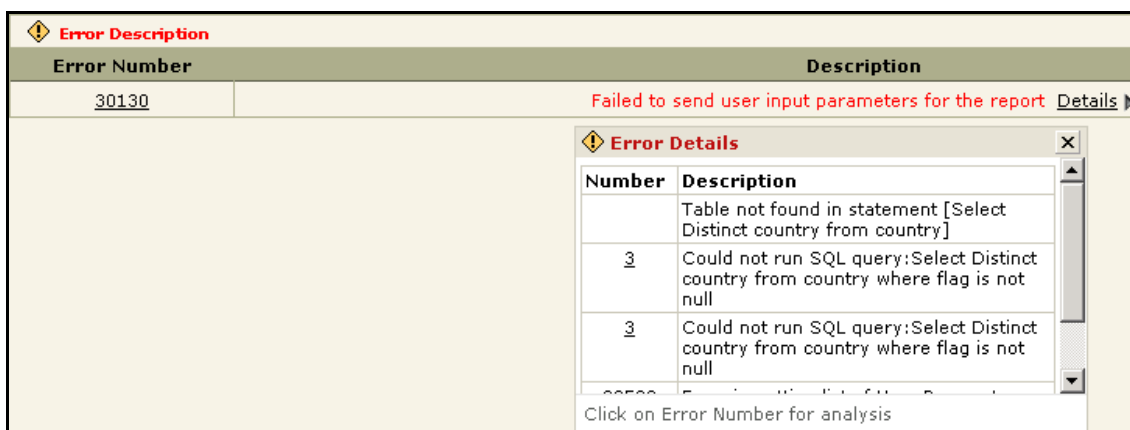 Error Description
Error Number Description
30130 Failed to send user input parameters for the report Details
Error Details
Number Description
Table not found in statement [Select
Distinct country from country]
3 Could not run SQL query:Select Distinct
country from country where flag is not
null
3 Could not run SQL query:Select Distinct
country from country where flag is not
null
Click on Error Number for analysis